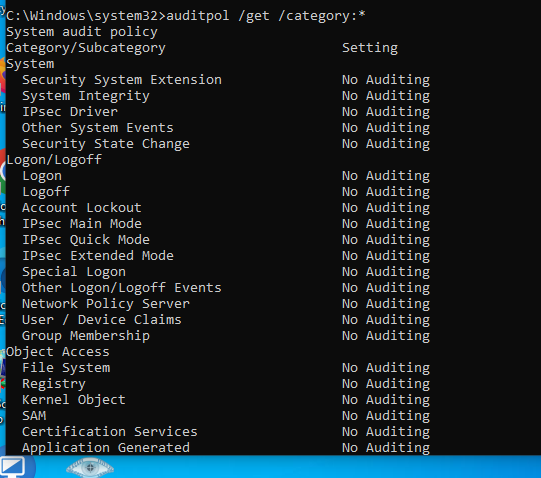 C:\Windows\system32>auditpol /get /category:*
System audit policy
Category/Subcategory                      Setting
System
  Security System Extension               No Auditing
  System Integrity                        No Auditing
  IPsec Driver                            No Auditing
  Other System Events                     No Auditing
  Security State Change                   No Auditing
Logon/Logoff
  Logon                                   No Auditing
  Logoff                                  No Auditing
  Account Lockout                         No Auditing
  IPsec Main Mode                         No Auditing
  IPsec Quick Mode                        No Auditing
  IPsec Extended Mode                     No Auditing
  Special Logon                           No Auditing
  Other Logon/Logoff Events               No Auditing
  Network Policy Server                   No Auditing
  User / Device Claims                    No Auditing
  Group Membership                        No Auditing
Object Access
  File System                             No Auditing
  Registry                                No Auditing
  Kernel Object                           No Auditing
  SAM                                     No Auditing
  Certification Services                  No Auditing
  Application Generated                   No Auditing